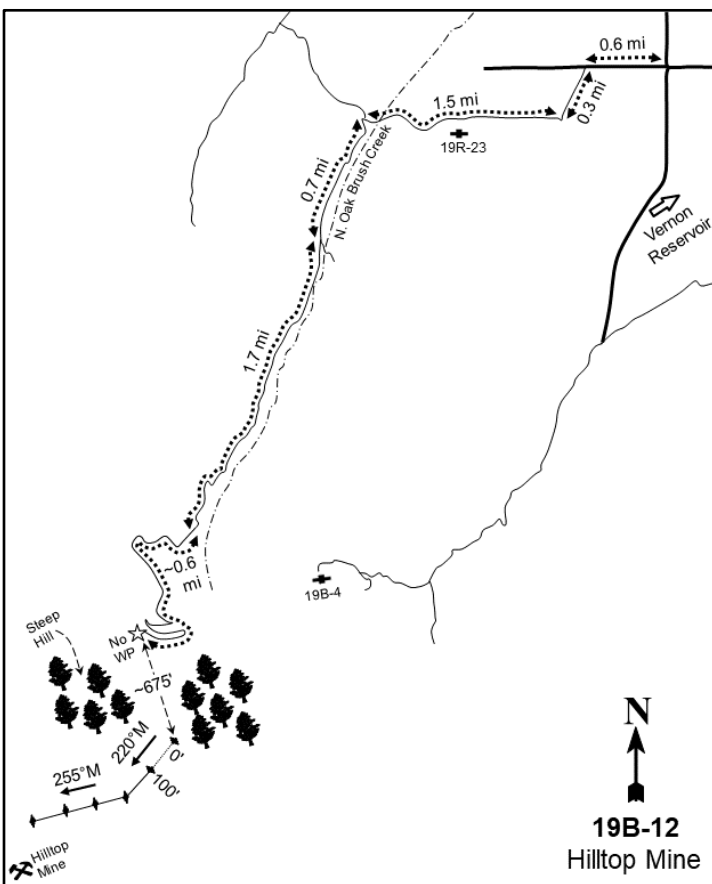 0.6 mi
1.5 mi
0.3 mi
19R-23
0.7 mi
N. Oak Brush Creek
Vernon
Reservoir
1.7 mi
~0.6
mi
19B-4
Steep
Hill
No
WP
~675'
220°M
0'
255°M
100'
Hilltop
Mine
N
19B-12
Hilltop Mine